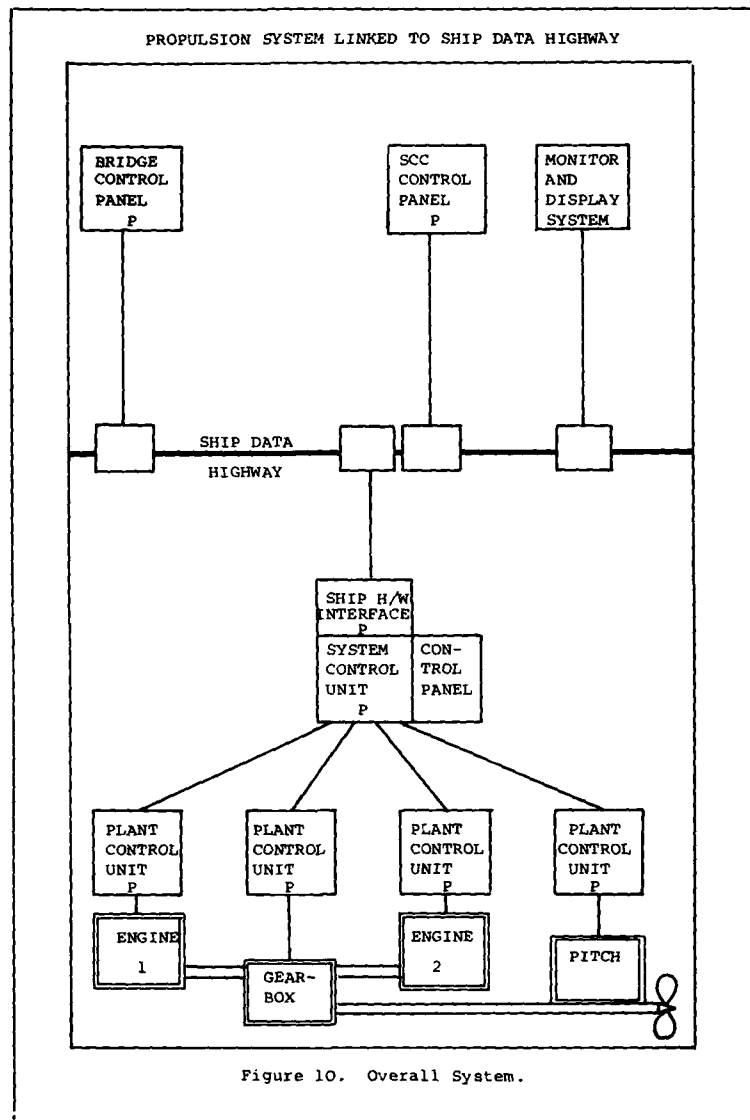 PROPULSION SYSTEM LINKED TO SHIP DATA HIGHWAY
BRIDGE
CONTROL
PANEL
P
SCC
CONTROL
PANEL
P
MONITOR
AND
DISPLAY
SYSTEM
SHIP DATA
HIGHWAY
SHIP H/W
INTERFACE
P
SYSTEM
CONTROL
UNIT
P
CON-
TROL
PANEL
PLANT
CONTROL
UNIT
P
PLANT
CONTROL
UNIT
P
PLANT
CONTROL
UNIT
P
PLANT
CONTROL
UNIT
P
ENGINE
1
GEAR-
BOX
ENGINE
2
PITCH
Figure 10. Overall System.